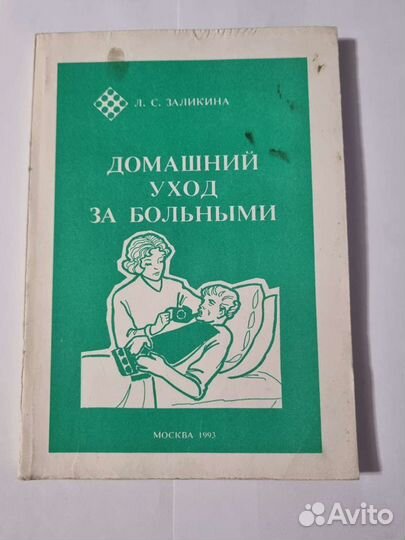 Л. С. ЗАЛИКИНА
ДОМАШНИЙ
УХОД
ЗА БОЛЬНЫМИ
МОСКВА 1993
Avito